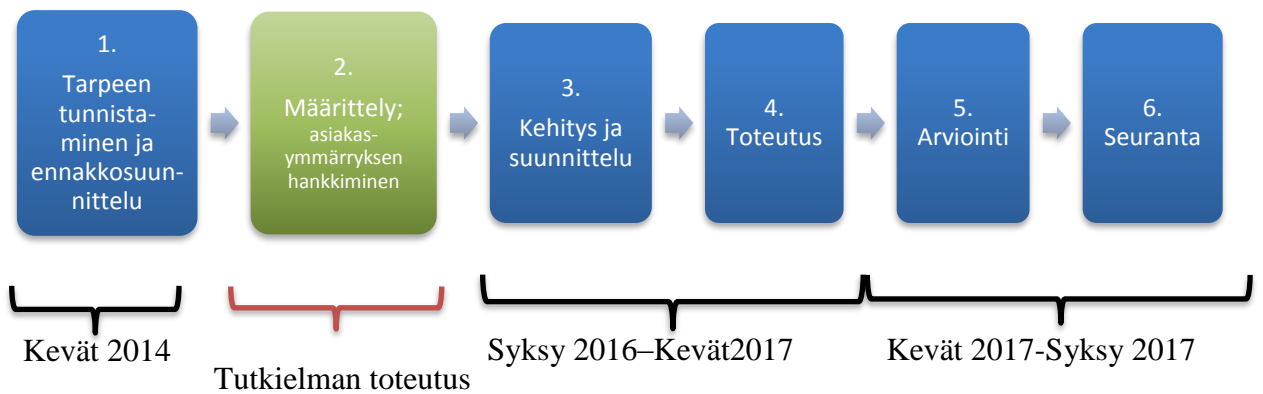 1.
Tarpeen
tunnista-
minen ja
ennakkosuun-
nittelu
2.
Määrittely;
asiakas-
ymmärryksen
hankkiminen
3.
Kehitys ja
suunnittelu
4.
Toteutus
5.
Arviointi
6.
Seuranta
Kevät 2014
Tutkielman toteutus
Syksy 2016–Kevät2017
Kevät 2017-Syksy 2017